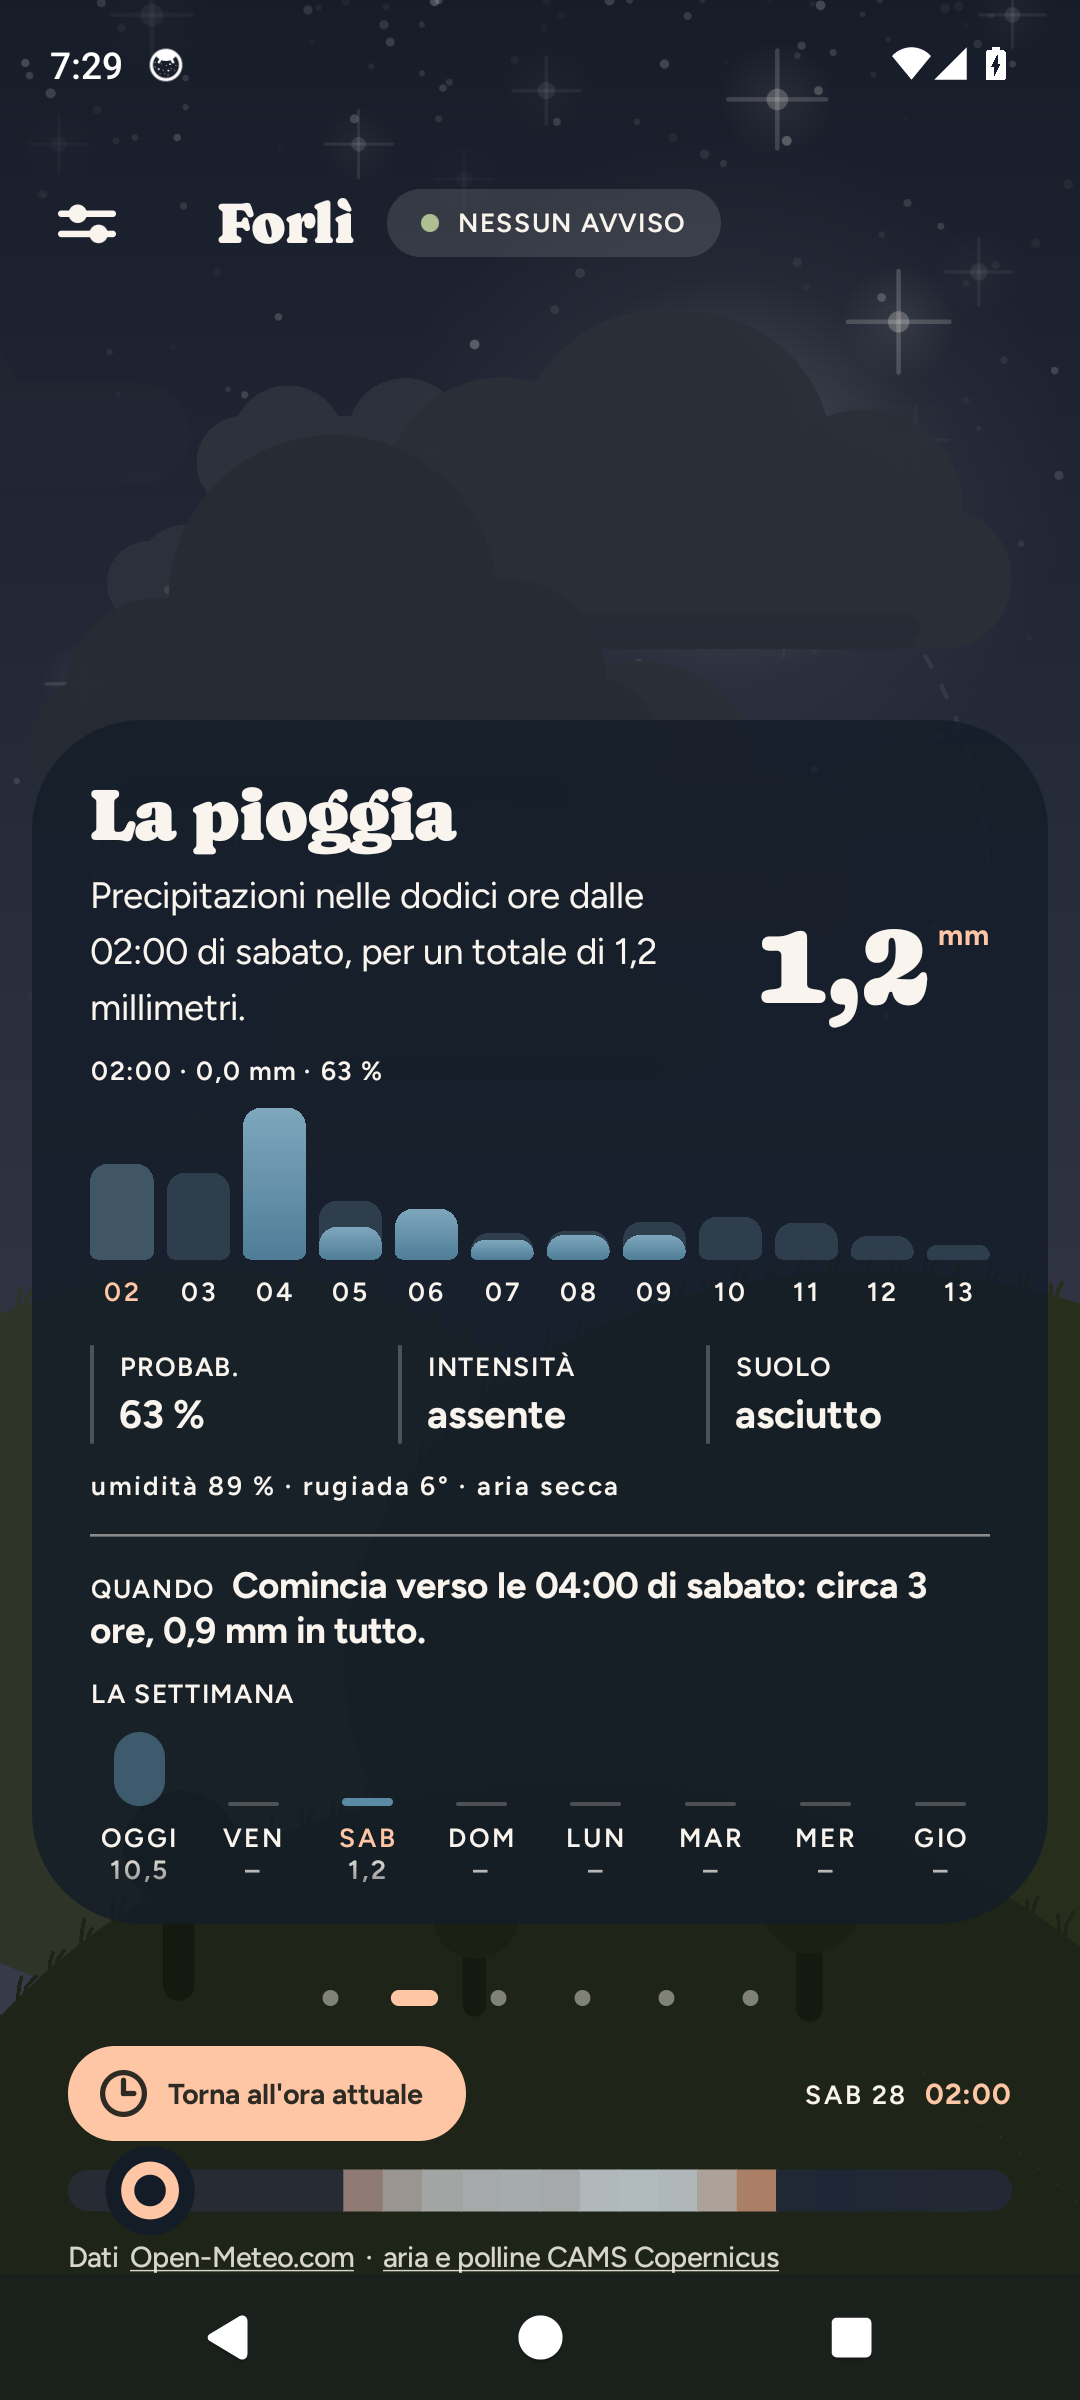 7:29
Forlì
NESSUN AVVISO
La pioggia
Precipitazioni nelle dodici ore dalle
02:00 di sabato, per un totale di 1,2
millimetri.
1,2 mm
02:00 · 0,0 mm · 63 %
02 03 04 05 06 07 08 09 10 11 12 13
PROBAB. INTENSITÀ SUOLO
63 % assente asciutto
umidità 89 % · rugiada 6° · aria secca
QUANDO Comincia verso le 04:00 di sabato: circa 3
ore, 0,9 mm in tutto.
LA SETTIMANA
OGGI VEN SAB DOM LUN MAR MER GIO
10,5 – 1,2 – – – – –
Torna all'ora attuale
SAB 28 02:00
Dati Open-Meteo.com · aria e polline CAMS Copernicus